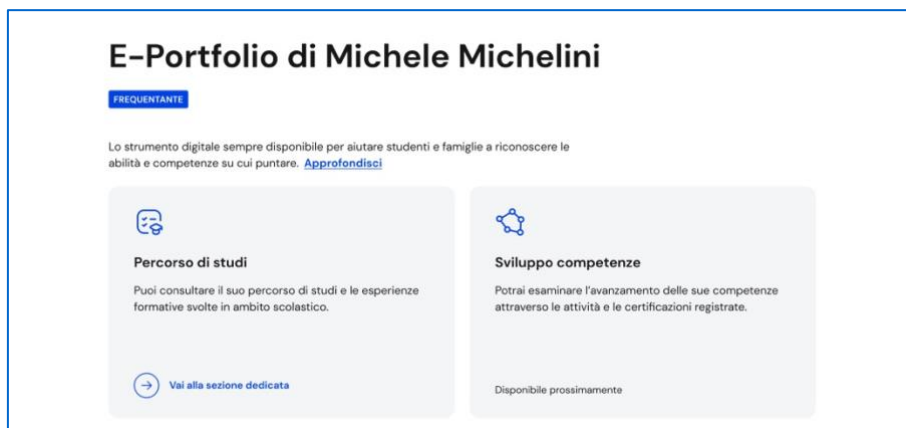 E-Portfolio di Michele Michelini
FREQUENTANTE
Lo strumento digitale sempre disponibile per aiutare studenti e famiglie a riconoscere le
abilità e competenze su cui puntare. Approfondisci
Percorso di studi
Puoi consultare il suo percorso di studi e le esperienze
formative svolte in ambito scolastico.
Vai alla sezione dedicata
Sviluppo competenze
Potrai esaminare l'avanzamento delle sue competenze
attraverso le attività e le certificazioni registrate.
Disponibile prossimamente